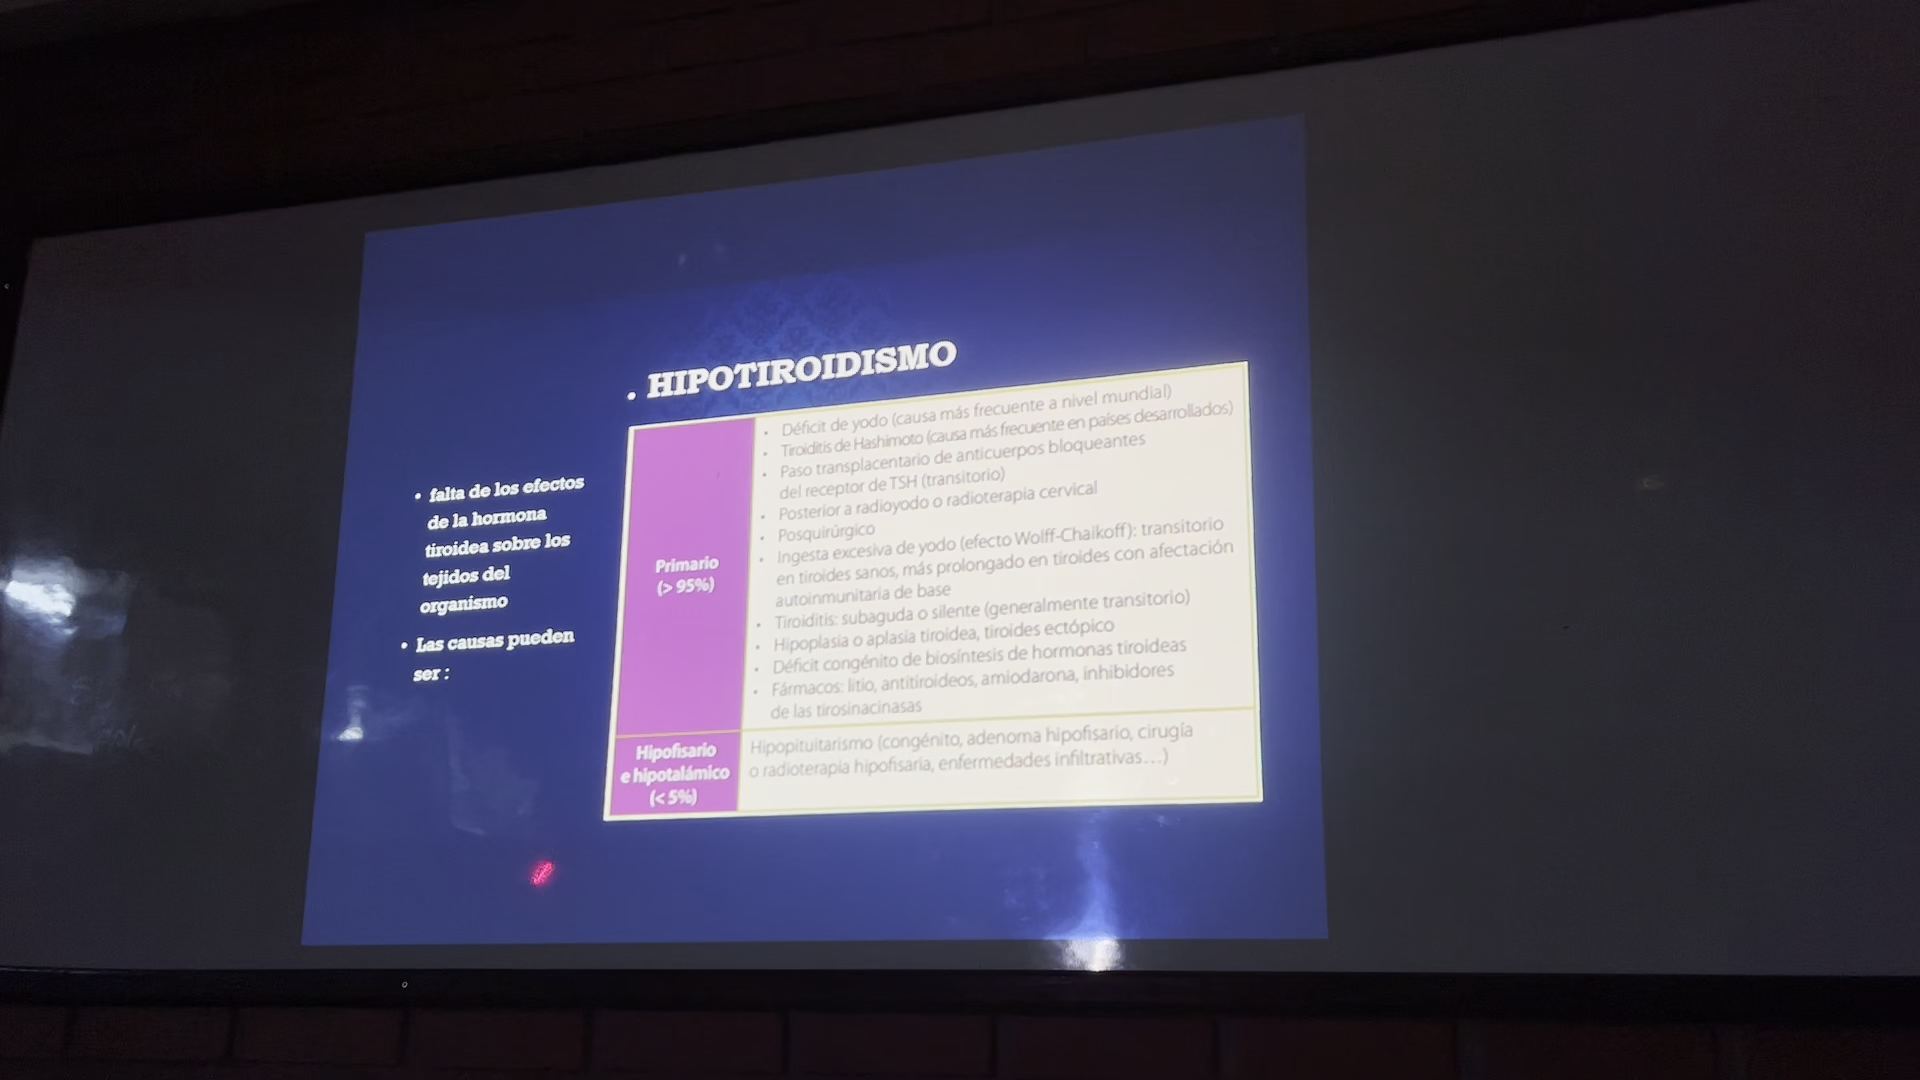 . HIPOTIROIDISMO
• falta de los efectos
de la hormona
tiroidea sobre los
tejidos del
organismo
• Las causas pueden
ser :
Primario
(> 95%)
• Déficit de yodo (causa más frecuente a nivel mundial)
• Tiroiditis de Hashimoto (causa más frecuente en países desarrollados)
• Paso transplacentario de anticuerpos bloqueantes
del receptor de TSH (transitorio)
• Posterior a radioyodo o radioterapia cervical
• Posquirúrgico
• Ingesta excesiva de yodo (efecto Wolff-Chaikoff): transitorio
en tiroides sanos, más prolongado en tiroides con afectación
autoinmunitaria de base
• Tiroiditis: subaguda o silente (generalmente transitorio)
• Hipoplasia o aplasia tiroidea, tiroides ectópico
• Déficit congénito de biosíntesis de hormonas tiroideas
• Fármacos: litio, antitiroideos, amiodarona, inhibidores
de las tirosinacinasas
Hipofisario
e hipotalámico
(< 5%)
Hipopituitarismo (congénito, adenoma hipofisario, cirugía
o radioterapia hipofisaria, enfermedades infiltrativas…)